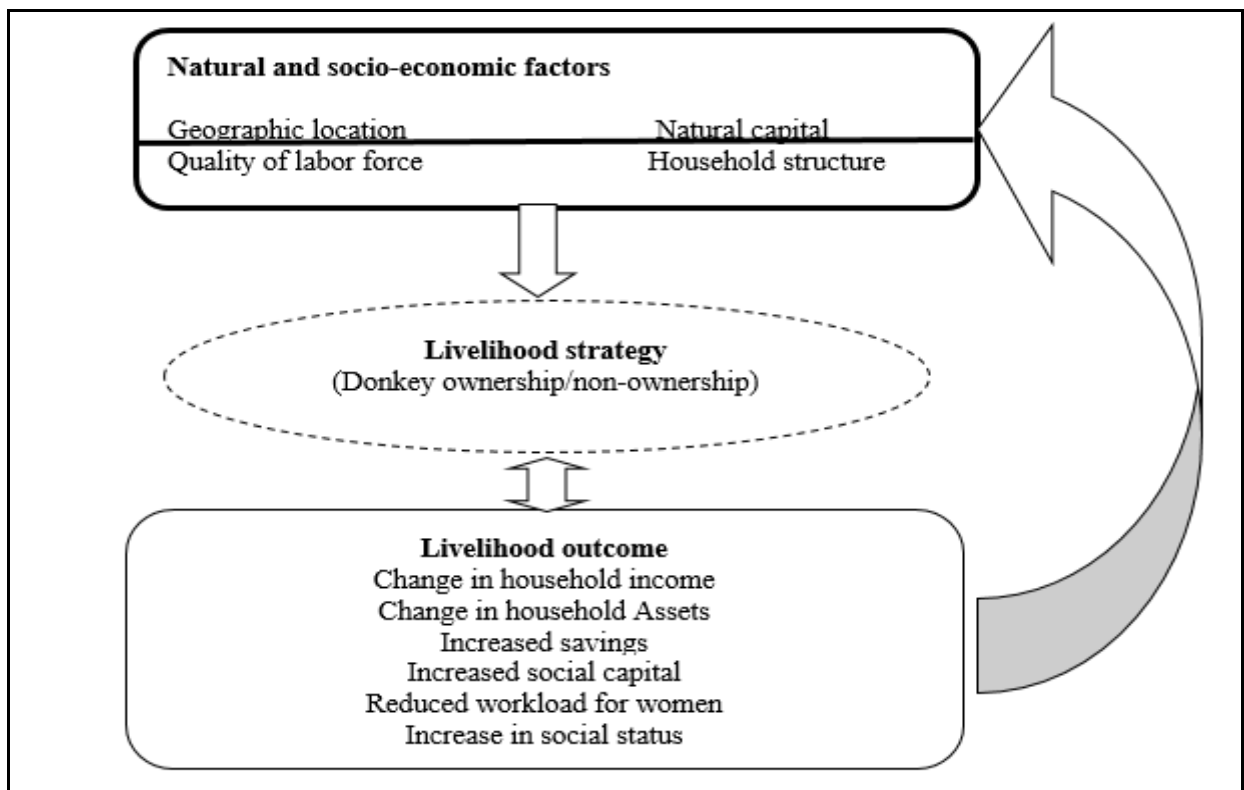 Natural and socio-economic factors
Geographic location Natural capital
Quality of labor force Household structure
Livelihood strategy
(Donkey ownership/non-ownership)
Livelihood outcome
Change in household income
Change in household Assets
Increased savings
Increased social capital
Reduced workload for women
Increase in social status